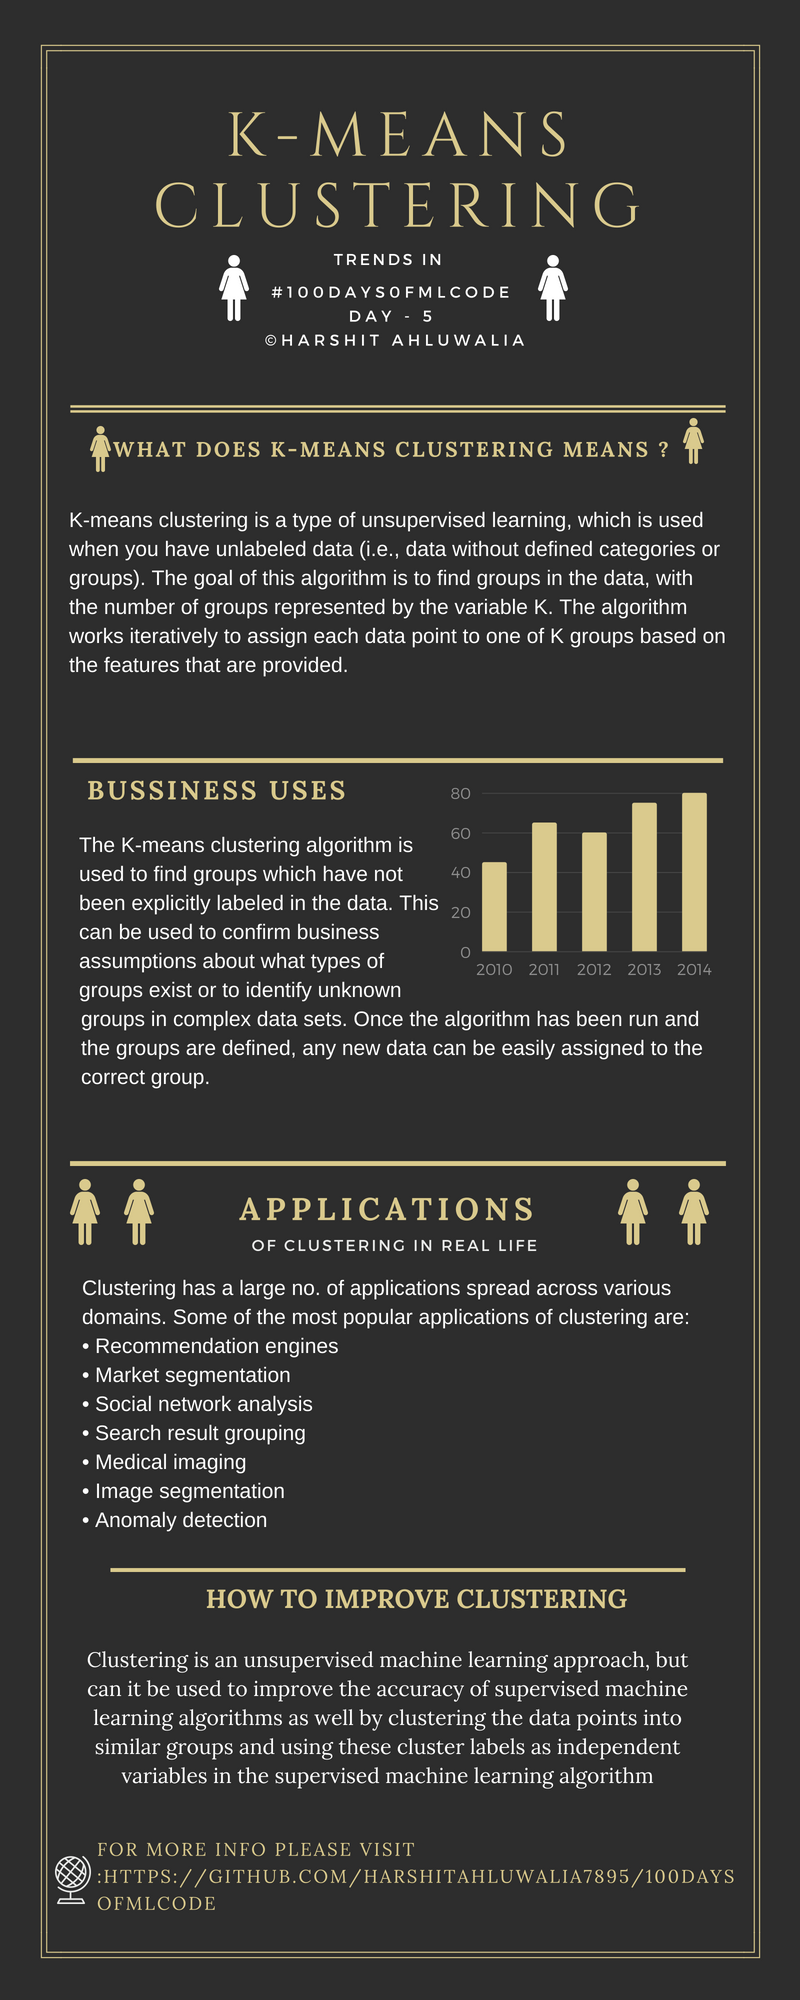 K-MEANS
CLUSTERING
TRENDS IN
#100DAYS0FMLCODE
DAY - 5
©HARSHIT AHLUWALIA
WHAT DOES K-MEANS CLUSTERING MEANS ?
K-means clustering is a type of unsupervised learning, which is used
when you have unlabeled data (i.e., data without defined categories or
groups). The goal of this algorithm is to find groups in the data, with
the number of groups represented by the variable K. The algorithm
works iteratively to assign each data point to one of K groups based on
the features that are provided.
BUSSINESS USES
The K-means clustering algorithm is
used to find groups which have not
been explicitly labeled in the data. This
can be used to confirm business
assumptions about what types of
groups exist or to identify unknown
groups in complex data sets. Once the algorithm has been run and
the groups are defined, any new data can be easily assigned to the
correct group.
80
60
40
20
0
2010 2011 2012 2013 2014
APPLICATIONS
OF CLUSTERING IN REAL LIFE
Clustering has a large no. of applications spread across various
domains. Some of the most popular applications of clustering are:
• Recommendation engines
• Market segmentation
• Social network analysis
• Search result grouping
• Medical imaging
• Image segmentation
• Anomaly detection
HOW TO IMPROVE CLUSTERING
Clustering is an unsupervised machine learning approach, but
can it be used to improve the accuracy of supervised machine
learning algorithms as well by clustering the data points into
similar groups and using these cluster labels as independent
variables in the supervised machine learning algorithm
FOR MORE INFO PLEASE VISIT
:HTTPS://GITHUB.COM/HARSHITAHLUWALIA7895/100DAYS
OFMLCODE